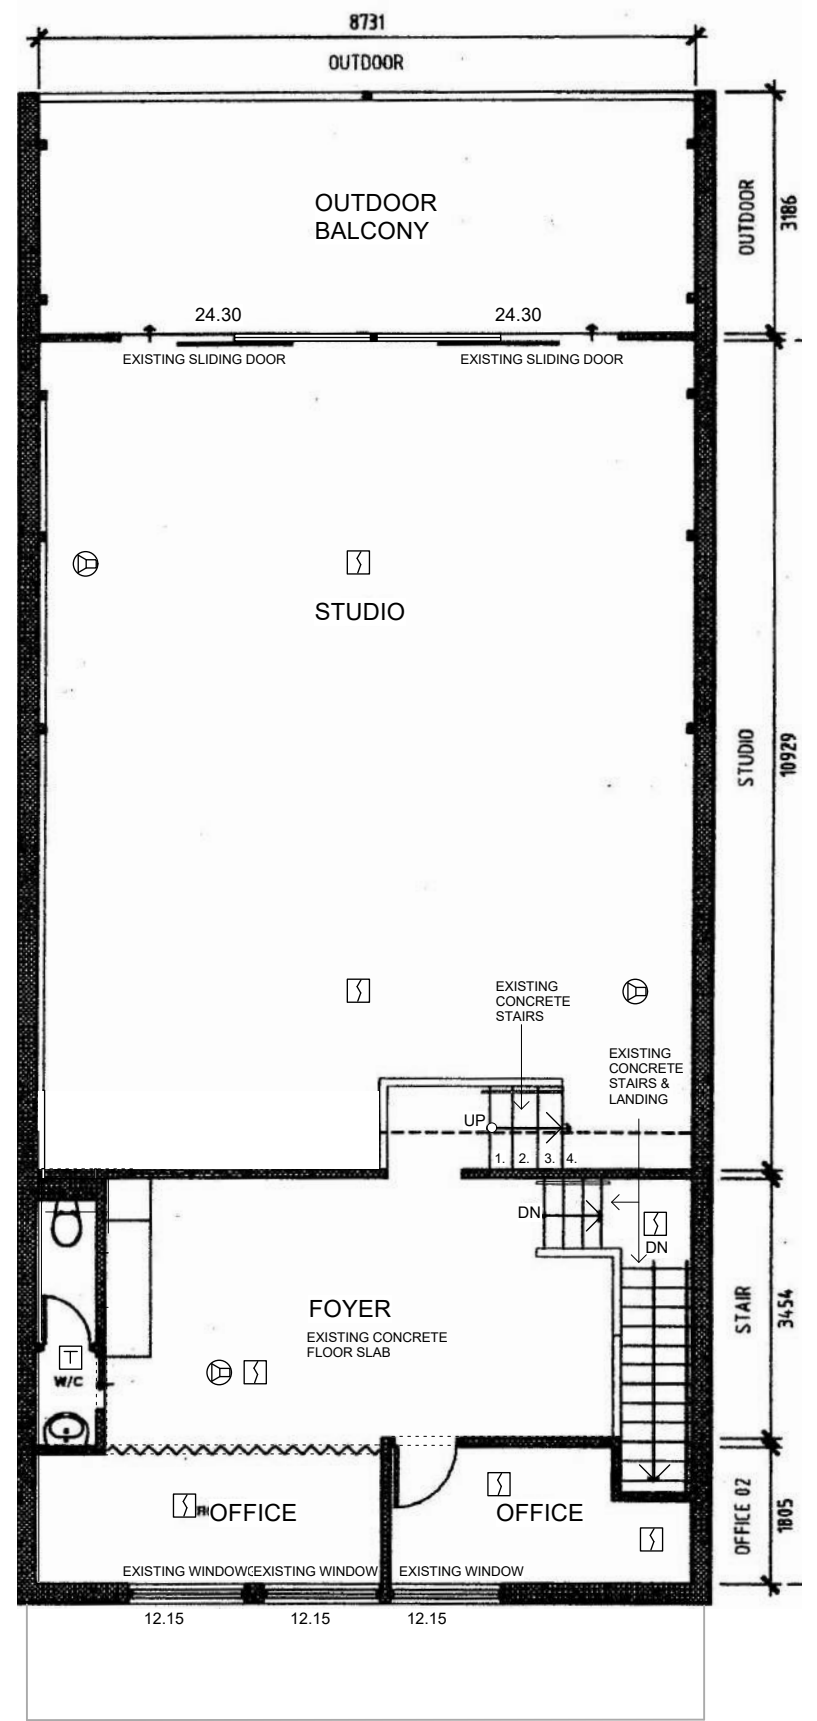 8731
OUTDOOR
OUTDOOR
BALCONY
OUTDOOR
3186
24.30
24.30
EXISTING SLIDING DOOR
EXISTING SLIDING DOOR
STUDIO
STUDIO
10929
EXISTING
CONCRETE
STAIRS
EXISTING
CONCRETE
STAIRS &
LANDING
UP
1. 2. 3. 4.
DN
DN
FOYER
EXISTING CONCRETE
FLOOR SLAB
STAIR
3454
T
W/C
OFFICE
OFFICE
OFFICE 02
1805
EXISTING WINDOW
EXISTING WINDOW
EXISTING WINDOW
12.15
12.15
12.15